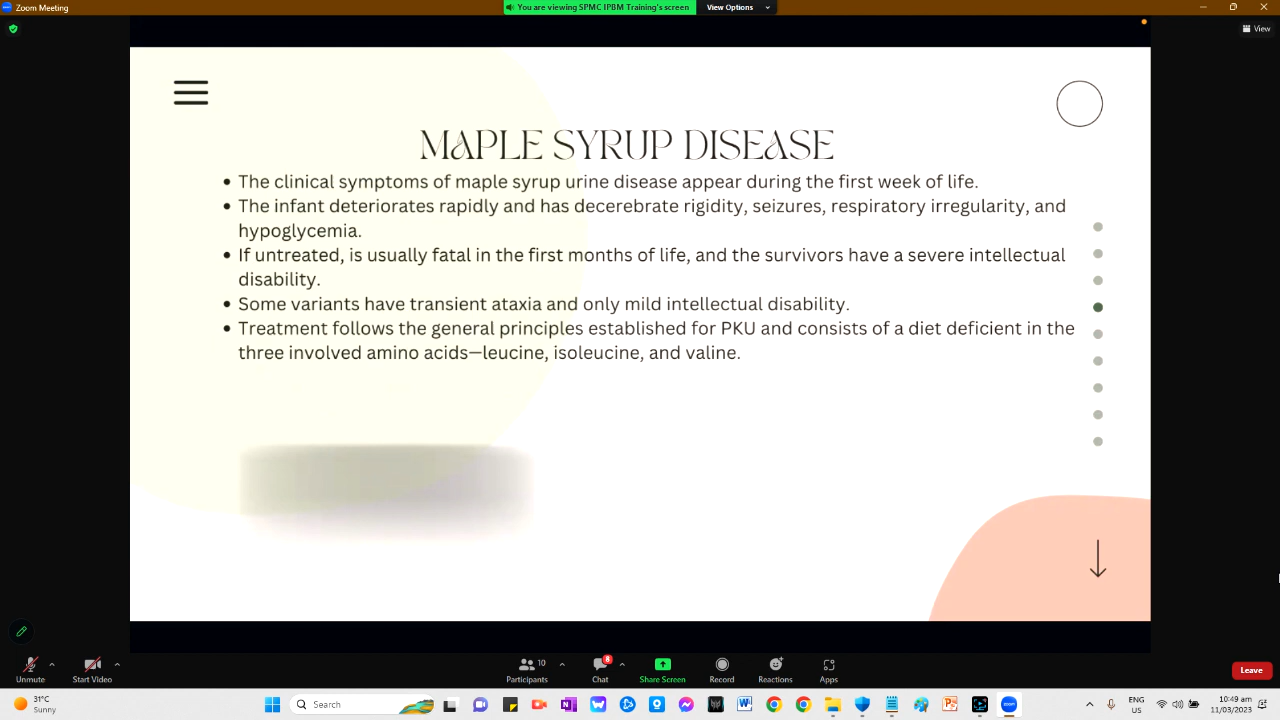 Zoom Meeting
You are viewing SPMC IPBM Training's screen
View Options
View
MAPLE SYRUP DISEASE
• The clinical symptoms of maple syrup urine disease appear during the first week of life.
• The infant deteriorates rapidly and has decerebrate rigidity, seizures, respiratory irregularity, and
hypoglycemia.
• If untreated, is usually fatal in the first months of life, and the survivors have a severe intellectual
disability.
• Some variants have transient ataxia and only mild intellectual disability.
• Treatment follows the general principles established for PKU and consists of a diet deficient in the
three involved amino acids—leucine, isoleucine, and valine.
Unmute
Start Video
10
Participants
8
Chat
Share Screen
Record
Reactions
Apps
Leave
31°C
Sunny
Search
10:49 am
11/03/2023